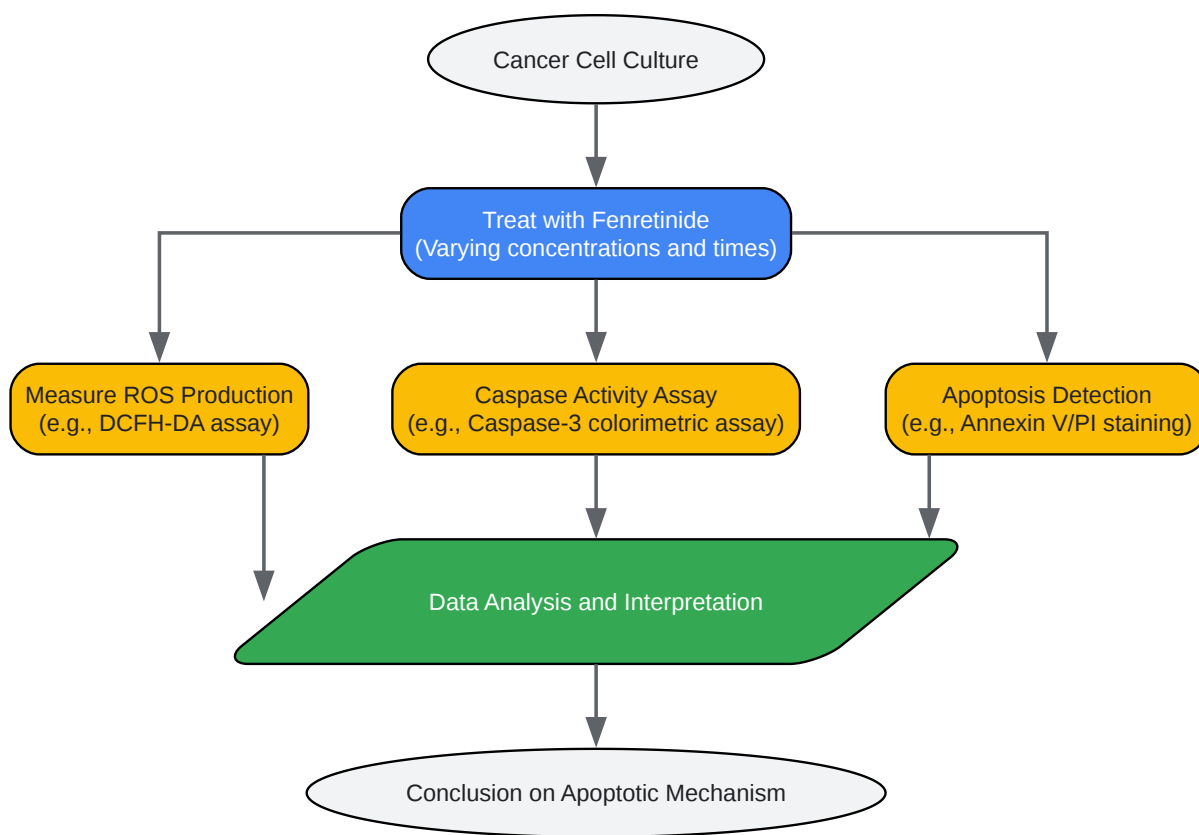 Cancer Cell Culture
Treat with Fenretinide
(Varying concentrations and times)
Measure ROS Production
(e.g., DCFH-DA assay)
Caspase Activity Assay
(e.g., Caspase-3 colorimetric assay)
Apoptosis Detection
(e.g., Annexin V/PI staining)
Data Analysis and Interpretation
Conclusion on Apoptotic Mechanism